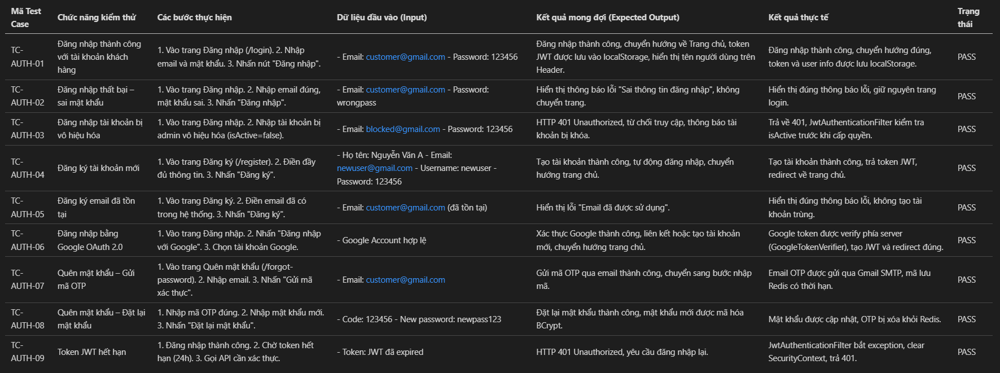 Mã Test Case | Chức năng kiểm thử | Các bước thực hiện | Dữ liệu đầu vào (Input) | Kết quả mong đợi (Expected Output) | Kết quả thực tế | Trạng thái
TC-AUTH-01 | Đăng nhập thành công với tài khoản khách hàng | 1. Vào trang Đăng nhập (/login). 2. Nhập email và mật khẩu. 3. Nhấn nút "Đăng nhập". | - Email: customer@gmail.com - Password: 123456 | Đăng nhập thành công, chuyển hướng về Trang chủ, token JWT được lưu vào localStorage, hiển thị tên người dùng trên Header. | Đăng nhập thành công, chuyển hướng đúng, token và user info được lưu localStorage. | PASS
TC-AUTH-02 | Đăng nhập thất bại – sai mật khẩu | 1. Vào trang Đăng nhập. 2. Nhập email đúng, mật khẩu sai. 3. Nhấn "Đăng nhập". | - Email: customer@gmail.com - Password: wrongpass | Hiển thị thông báo lỗi "Sai thông tin đăng nhập", không chuyển trang. | Hiển thị đúng thông báo lỗi, giữ nguyên trang login. | PASS
TC-AUTH-03 | Đăng nhập tài khoản bị vô hiệu hóa | 1. Vào trang Đăng nhập. 2. Nhập tài khoản bị admin vô hiệu hóa (isActive=false). | - Email: blocked@gmail.com - Password: 123456 | HTTP 401 Unauthorized, từ chối truy cập, thông báo tài khoản bị khóa. | Trả về 401, JwtAuthenticationFilter kiểm tra isActive trước khi cấp quyền. | PASS
TC-AUTH-04 | Đăng ký tài khoản mới | 1. Vào trang Đăng ký (/register). 2. Điền đầy đủ thông tin. 3. Nhấn "Đăng ký". | - Họ tên: Nguyễn Văn A - Email: newuser@gmail.com - Username: newuser - Password: 123456 | Tạo tài khoản thành công, tự động đăng nhập, chuyển hướng trang chủ. | Tạo tài khoản thành công, trả token JWT, redirect về trang chủ. | PASS
TC-AUTH-05 | Đăng ký email đã tồn tại | 1. Vào trang Đăng ký. 2. Điền email đã có trong hệ thống. 3. Nhấn "Đăng ký". | - Email: customer@gmail.com (đã tồn tại) | Hiển thị lỗi "Email đã được sử dụng". | Hiển thị đúng thông báo lỗi, không tạo tài khoản trùng. | PASS
TC-AUTH-06 | Đăng nhập bằng Google OAuth 2.0 | 1. Vào trang Đăng nhập. 2. Nhấn "Đăng nhập với Google". 3. Chọn tài khoản Google. | - Google Account hợp lệ | Xác thực Google thành công, liên kết hoặc tạo tài khoản mới, chuyển hướng trang chủ. | Google token được verify phía server (GoogleTokenVerifier), tạo JWT và redirect đúng. | PASS
TC-AUTH-07 | Quên mật khẩu – Gửi mã OTP | 1. Vào trang Quên mật khẩu (/forgot-password). 2. Nhập email. 3. Nhấn "Gửi mã xác thực". | - Email: customer@gmail.com | Gửi mã OTP qua email thành công, chuyển sang bước nhập mã. | Email OTP được gửi qua Gmail SMTP, mã lưu Redis có thời hạn. | PASS
TC-AUTH-08 | Quên mật khẩu – Đặt lại mật khẩu | 1. Nhập mã OTP đúng. 2. Nhập mật khẩu mới. 3. Nhấn "Đặt lại mật khẩu". | - Code: 123456 - New password: newpass123 | Đặt lại mật khẩu thành công, mật khẩu mới được mã hóa BCrypt. | Mật khẩu được cập nhật, OTP bị xóa khỏi Redis. | PASS
TC-AUTH-09 | Token JWT hết hạn | 1. Đăng nhập thành công. 2. Chờ token hết hạn (24h). 3. Gọi API cần xác thực. | - Token: JWT đã expired | HTTP 401 Unauthorized, yêu cầu đăng nhập lại. | JwtAuthenticationFilter bắt exception, clear SecurityContext, trả 401. | PASS